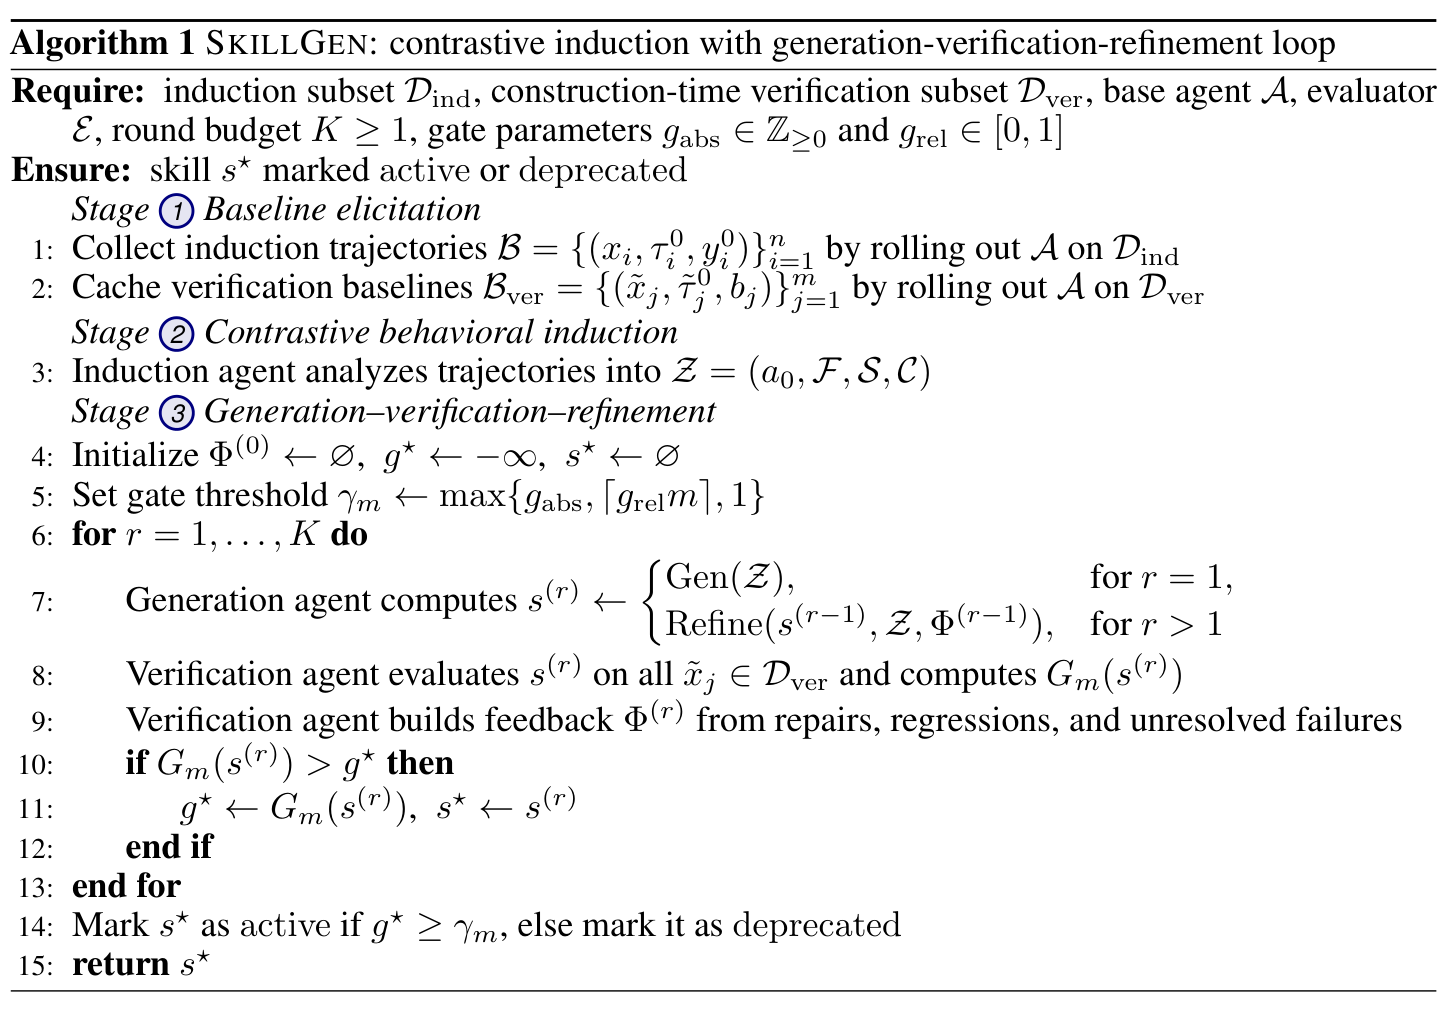 Algorithm 1 SKILLGEN: contrastive induction with generation-verification-refinement loop
Require: induction subset 𝒟_ind, construction-time verification subset 𝒟_ver, base agent 𝒜, evaluator
ℰ, round budget K ≥ 1, gate parameters g_abs ∈ ℤ_≥0 and g_rel ∈ [0, 1]
Ensure: skill s⋆ marked active or deprecated
Stage ① Baseline elicitation
1: Collect induction trajectories ℬ = {(x_i, τ_i^0, y_i^0)}_{i=1}^n by rolling out 𝒜 on 𝒟_ind
2: Cache verification baselines ℬ_ver = {(x̃_j, τ̃_j^0, b_j)}_{j=1}^m by rolling out 𝒜 on 𝒟_ver
Stage ② Contrastive behavioral induction
3: Induction agent analyzes trajectories into 𝒵 = (a_0, ℱ, 𝒮, 𝒞)
Stage ③ Generation–verification–refinement
4: Initialize Φ^(0) ← ∅, g⋆ ← −∞, s⋆ ← ∅
5: Set gate threshold γ_m ← max{g_abs, ⌈g_rel m⌉, 1}
6: for r = 1, . . . , K do
7: Generation agent computes s^(r) ← { Gen(𝒵), for r = 1,
Refine(s^(r−1), 𝒵, Φ^(r−1)), for r > 1
8: Verification agent evaluates s^(r) on all x̃_j ∈ 𝒟_ver and computes G_m(s^(r))
9: Verification agent builds feedback Φ^(r) from repairs, regressions, and unresolved failures
10: if G_m(s^(r)) > g⋆ then
11: g⋆ ← G_m(s^(r)), s⋆ ← s^(r)
12: end if
13: end for
14: Mark s⋆ as active if g⋆ ≥ γ_m, else mark it as deprecated
15: return s⋆